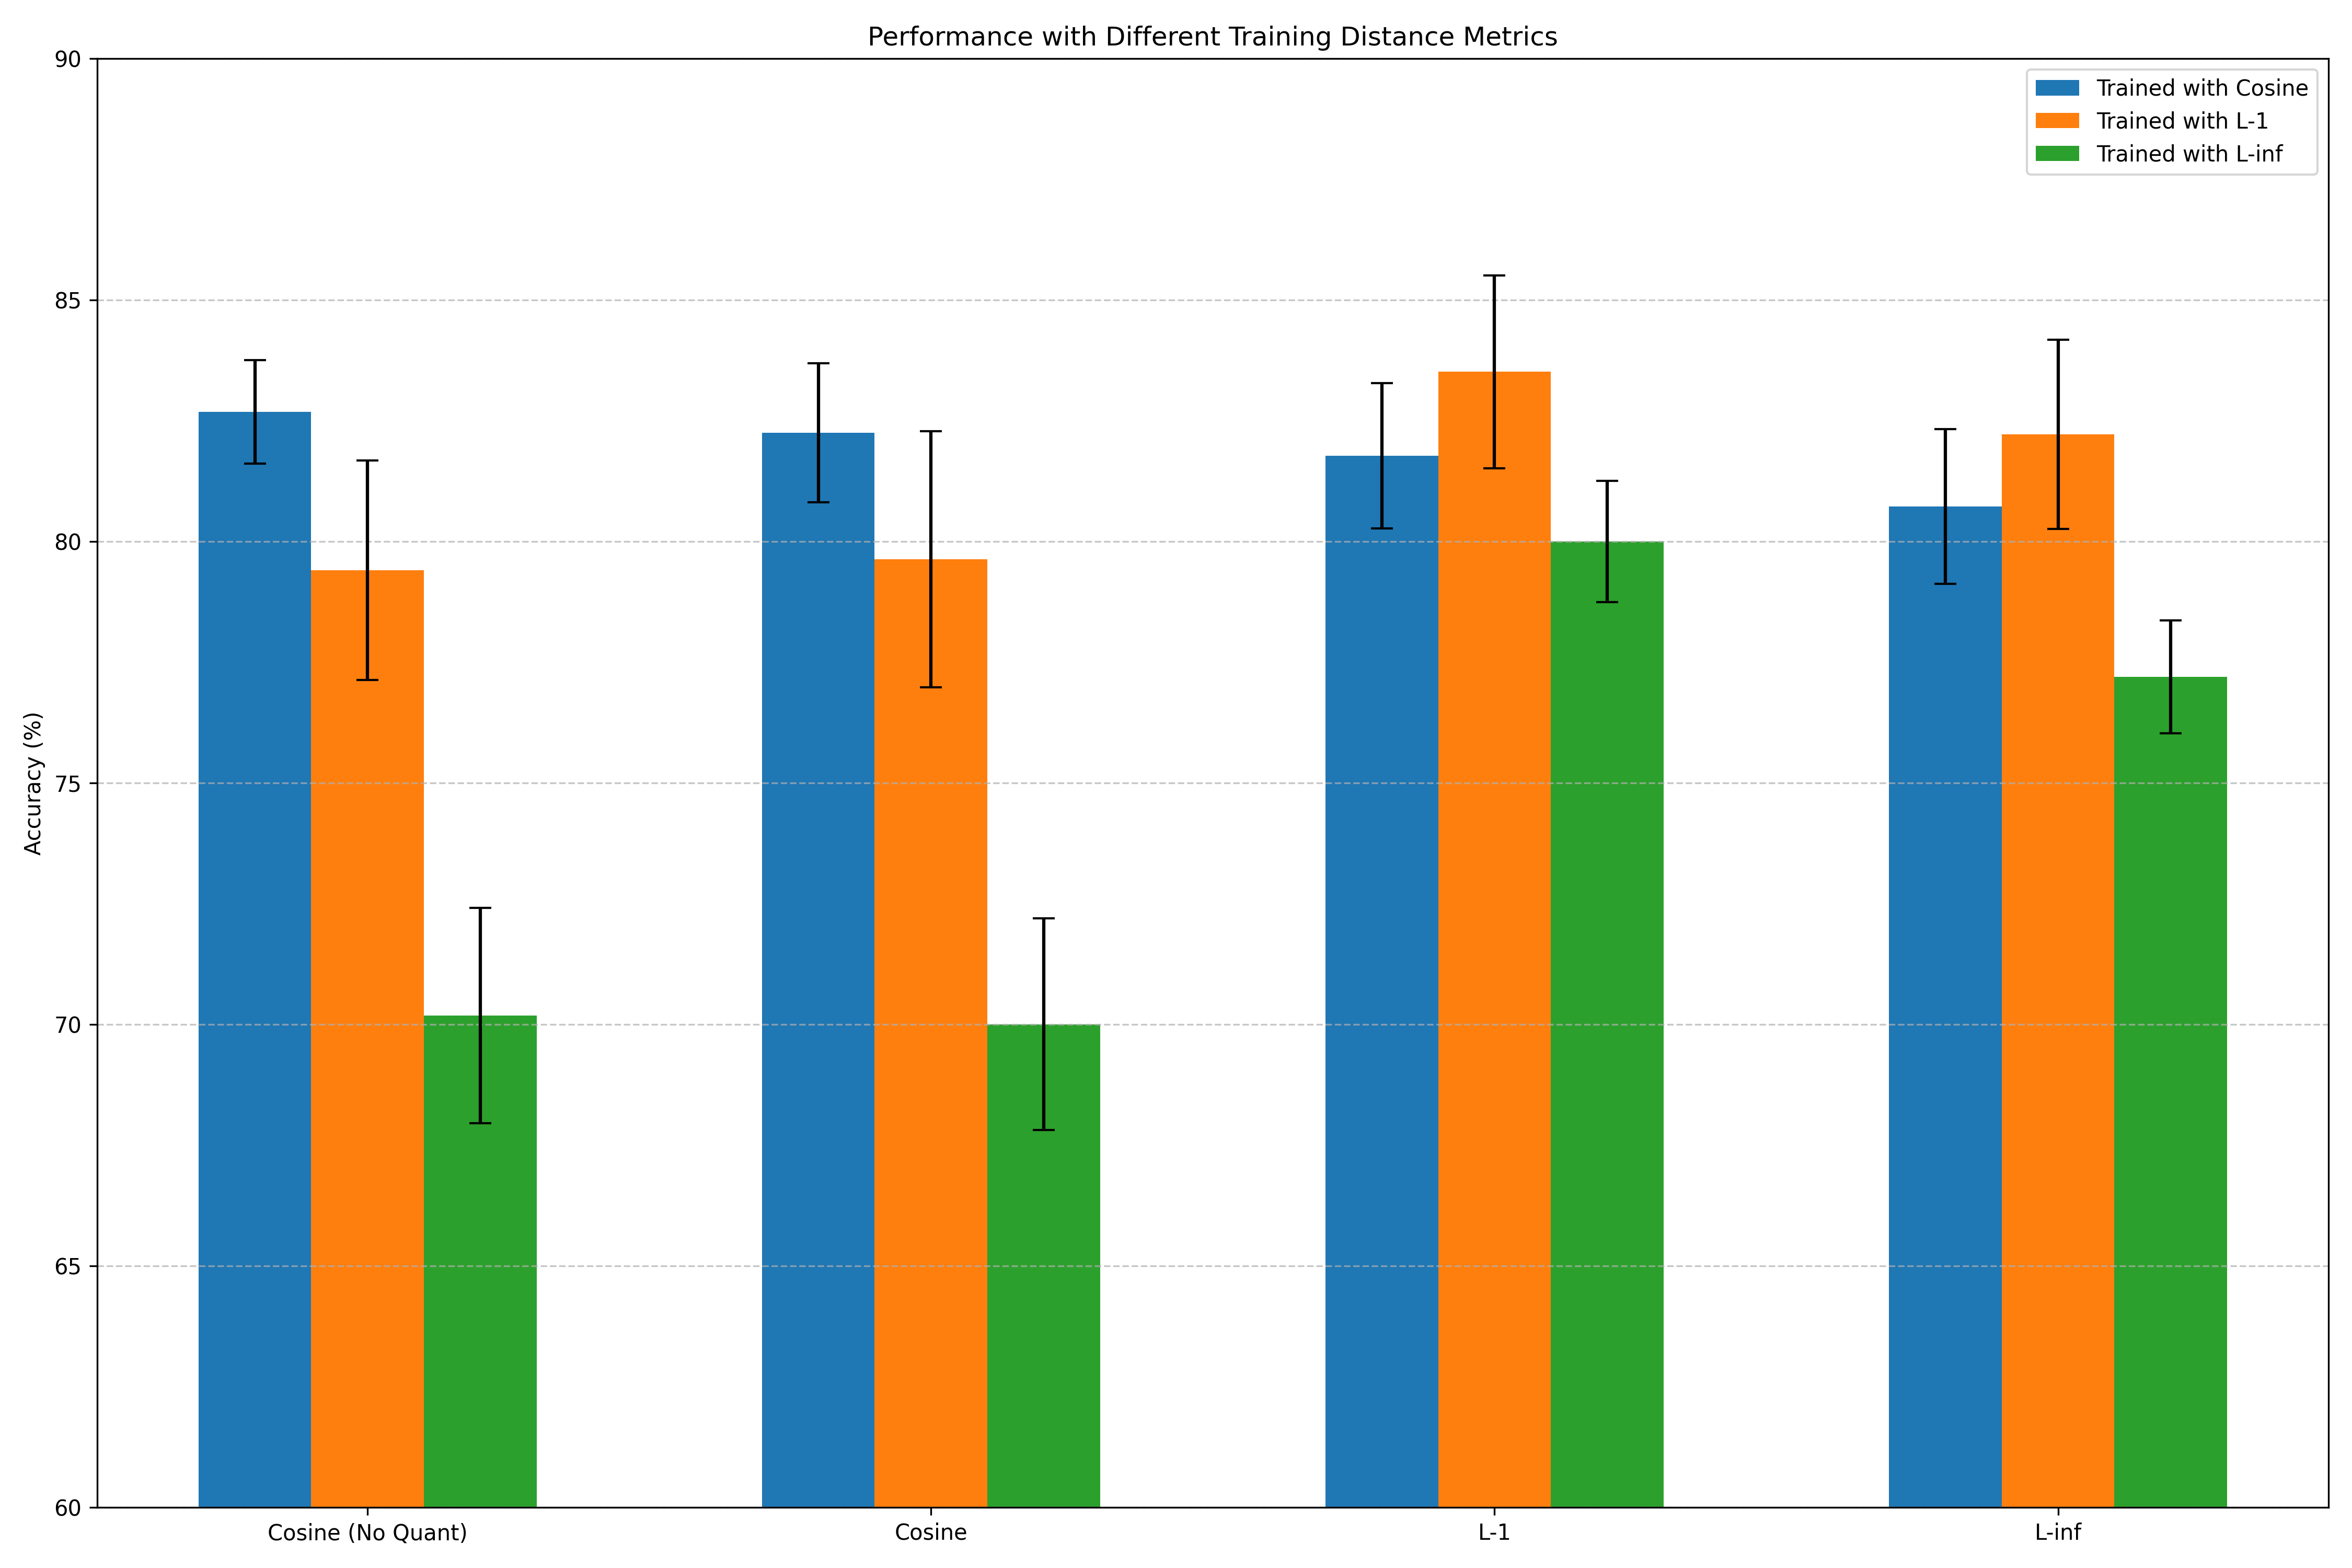 Performance with Different Training Distance Metrics
Trained with Cosine
Trained with L-1
Trained with L-inf
Accuracy (%)
90
85
80
75
70
65
60
Cosine (No Quant)
Cosine
L-1
L-inf